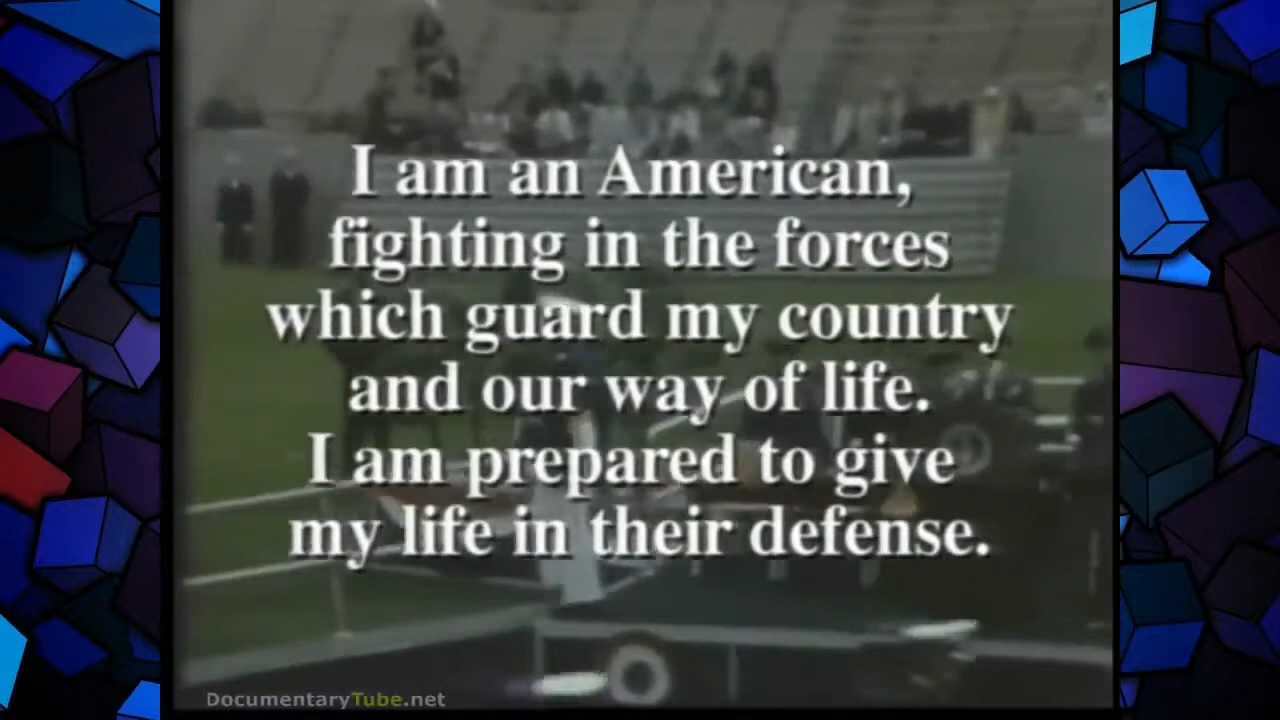 I am an American,
fighting in the forces
which guard my country
and our way of life.
I am prepared to give
my life in their defense.
DocumentaryTube.net